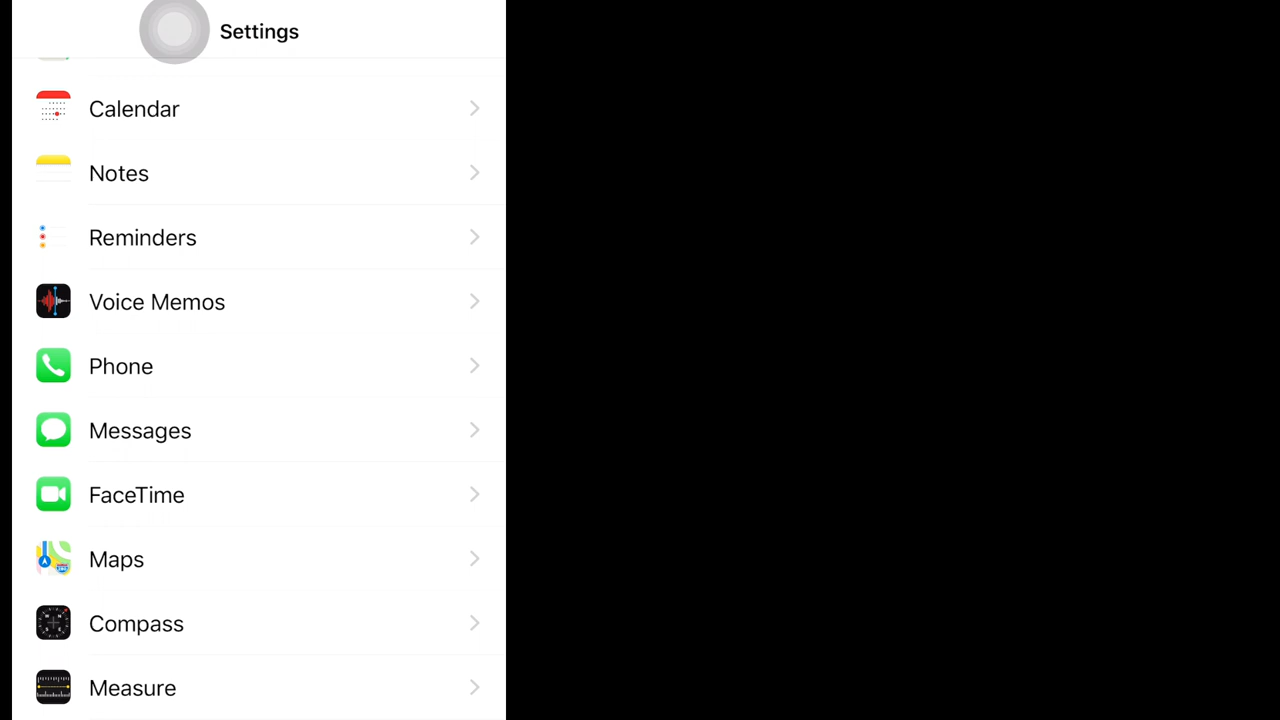 Settings
Calendar
Notes
Reminders
Voice Memos
Phone
Messages
FaceTime
Maps
Compass
Measure